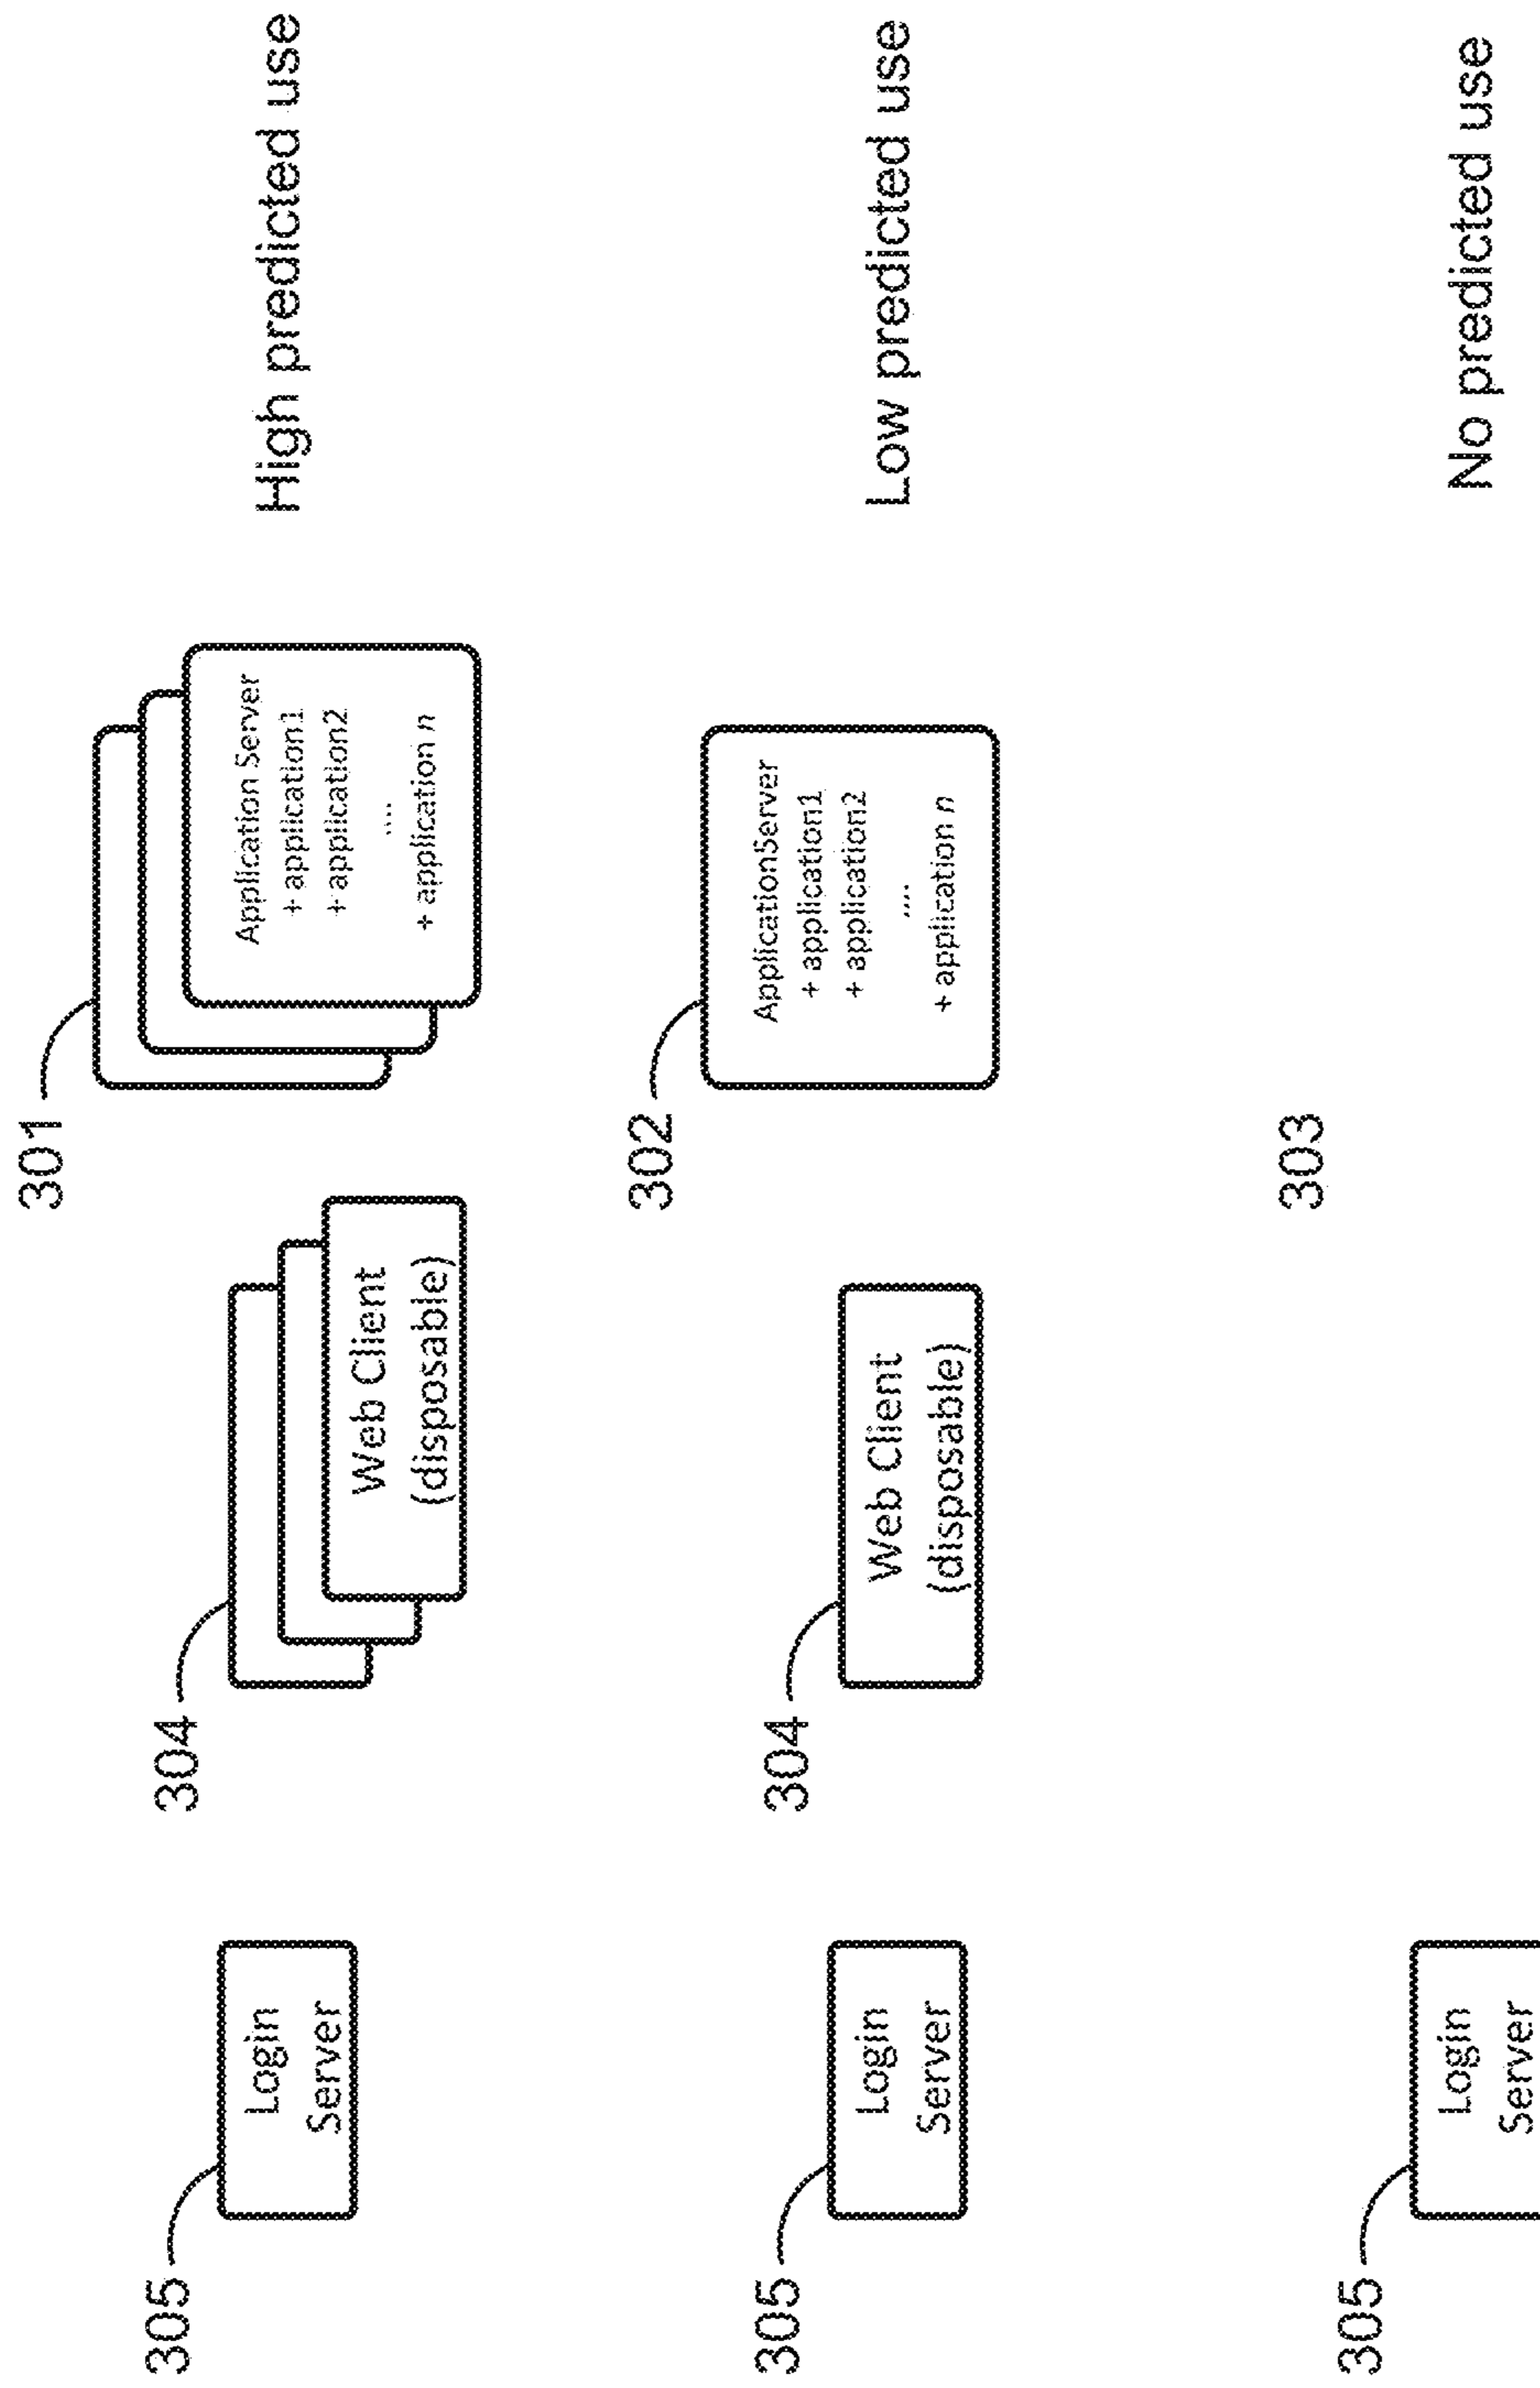 301
304
305
Login
Server
Web Client
(disposable)
Application Server
+ application1
+ application2
....
+ application n
High predicted use
302
304
305
Login
Server
Web Client
(disposable)
ApplicationServer
+ application1
+ application2
....
+ application n
Low predicted use
303
305
Login
Server
No predicted use